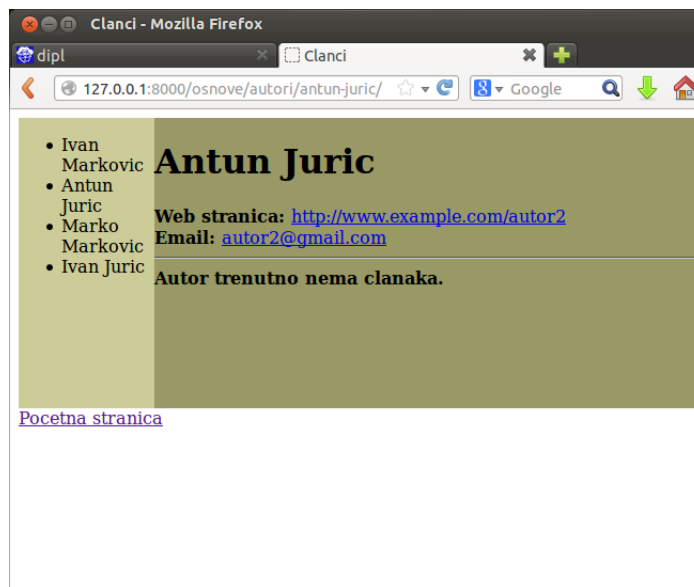 Clanci - Mozilla Firefox
dipl
Clanci
127.0.0.1:8000/osnove/autori/antun-juric/
Google
Ivan
Markovic
Antun
Juric
Marko
Markovic
Ivan Juric
Antun Juric
Web stranica: http://www.example.com/autor2
Email: autor2@gmail.com
Autor trenutno nema clanaka.
Pocetna stranica